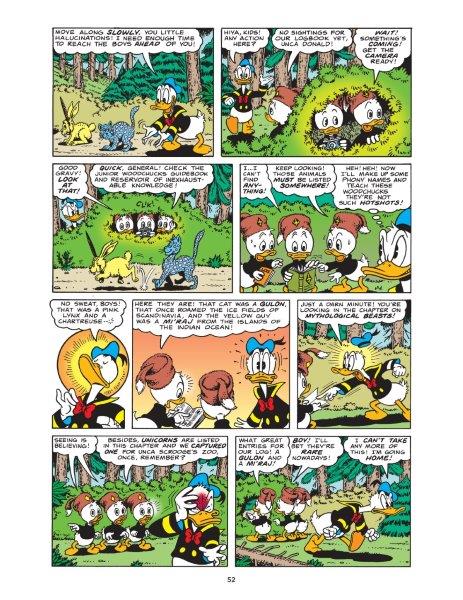 MOVE ALONG SLOWLY, YOU LITTLE
HALUCINATIONS! I NEED ENOUGH TIME
TO REACH THE BOYS AHEAD OF YOU!
HIYA, KIDS!
ANY ACTION
HERE?
NO SIGHTINGS FOR
OUR LOGBOOK YET,
UNCA DONALD!
WAIT!
SOMETHING'S
COMING!
GET THE
CAMERA
READY!
GOOD
GRAVY!
LOOK
AT
THAT!
QUICK, GENERAL! CHECK THE
JUNIOR WOODCHUCKS GUIDEBOOK
AND RESERVOIR OF INEXHAUST-
ABLE KNOWLEDGE!
CLIK!
I..I
CAN'T
FIND
ANY-
THING!
KEEP LOOKING!
THOSE ANIMALS
MUST BE LISTED
SOMEWHERE!
HEH! HEH! NOW
I'LL MAKE UP SOME
PHONY NAMES AND
TEACH THESE
WOODCHUCKS
THEY'RE NOT
SUCH HOTSHOTS!
NO SWEAT, BOYS!
THAT WAS A PINK
LYNX AND A
CHARTREUSE--
HERE THEY ARE! THAT CAT WAS A GULON,
THAT ONCE ROAMED THE ICE FIELDS OF
SCANDINAVIA, AND THE YELLOW GUY
WAS A MI'RAJ FROM THE ISLANDS OF
THE INDIAN OCEAN!
JUST A DARN MINUTE! YOU'RE
LOOKING IN THE CHAPTER ON
MYTHOLOGICAL BEASTS!
SEEING IS
BELIEVING!
BESIDES, UNICORNS ARE LISTED
IN THIS CHAPTER AND WE CAPTURED
ONE FOR UNCA SCROOGE'S ZOO,
ONCE, REMEMBER?
WHAT GREAT
ENTRIES FOR
OUR LOG! A
GULON AND
A MI'RAJ!
BOY! I'LL
BET THEY'RE
RARE
NOWADAYS!
I CAN'T TAKE
ANY MORE OF
THIS! I'M GOING
HOME!
52